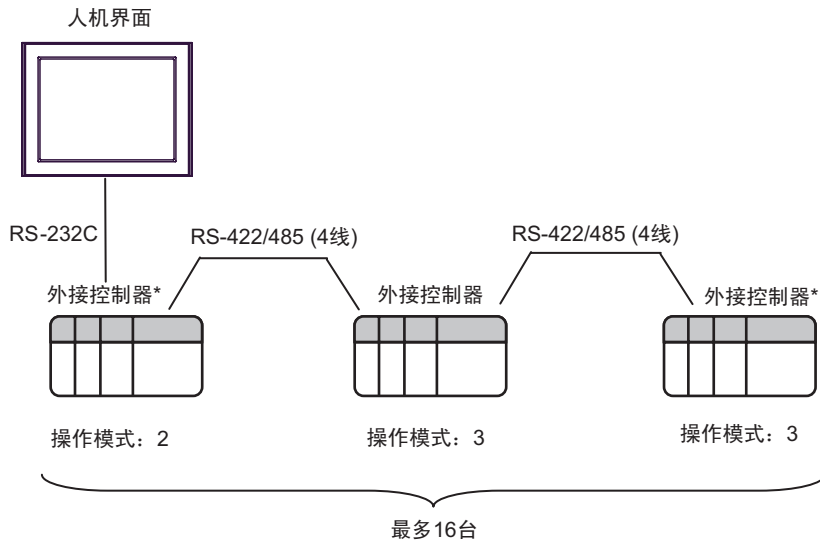 人机界面
RS-232C
RS-422/485 (4线)
RS-422/485 (4线)
外接控制器*
外接控制器
外接控制器*
操作模式：2
操作模式：3
操作模式：3
最多16台